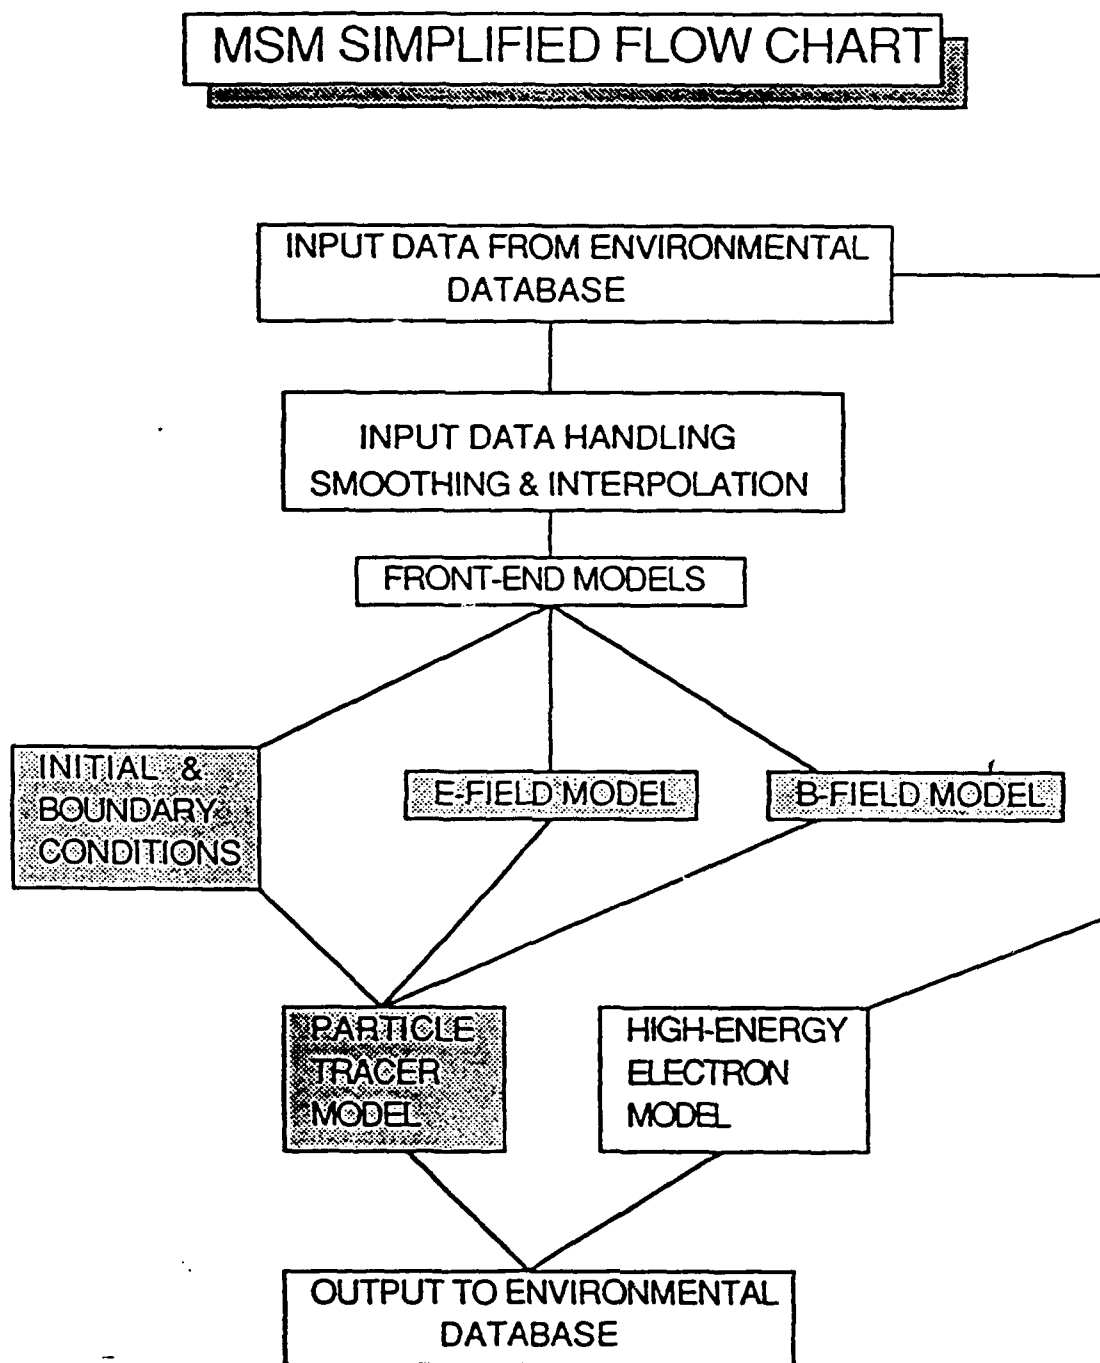 MSM SIMPLIFIED FLOW CHART
INPUT DATA FROM ENVIRONMENTAL
DATABASE
INPUT DATA HANDLING
SMOOTHING & INTERPOLATION
FRONT-END MODELS
INITIAL &
BOUNDARY
CONDITIONS
E-FIELD MODEL
B-FIELD MODEL
PARTICLE
TRACER
MODEL
HIGH-ENERGY
ELECTRON
MODEL
OUTPUT TO ENVIRONMENTAL
DATABASE